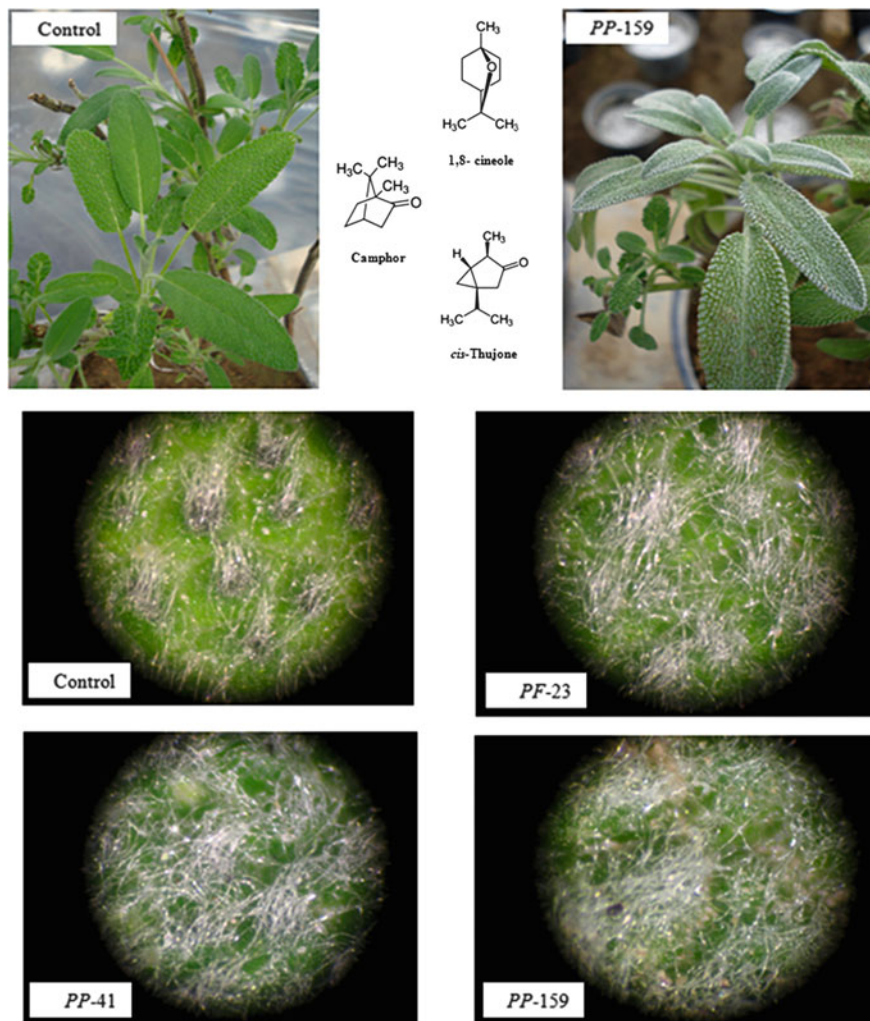 Control
PP-159
CH₃
O
H₃C
CH₃
1,8- cineole
CH₃
H₃C
CH₃
O
Camphor
H
CH₃
O
H₃C
CH₃
cis-Thujone
Control
PF-23
PP-41
PP-159